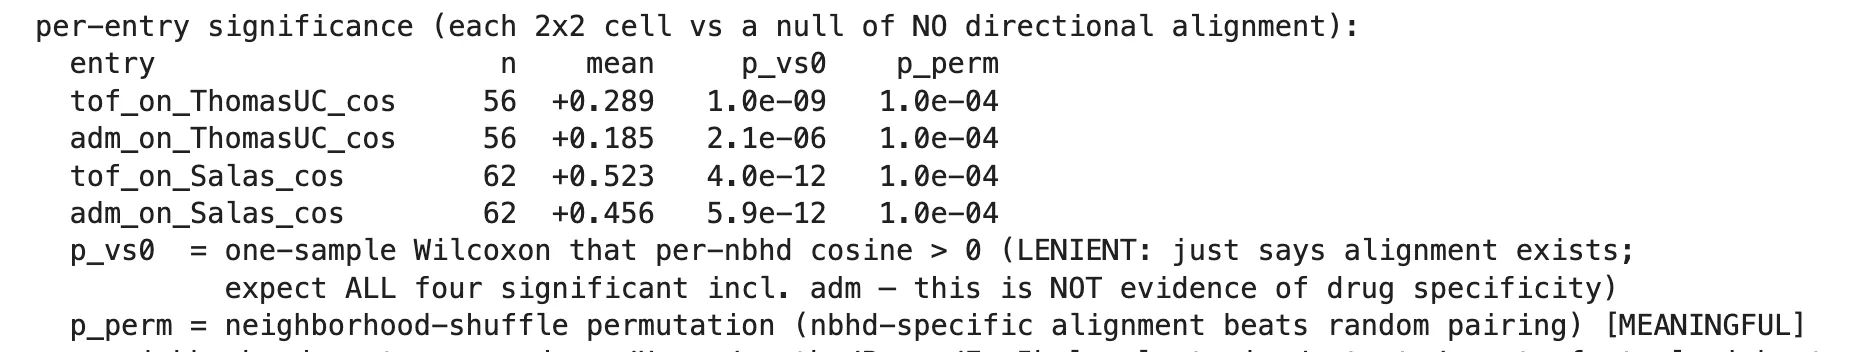 per-entry significance (each 2x2 cell vs a null of NO directional alignment):
entry n mean p_vs0 p_perm
tof_on_ThomasUC_cos 56 +0.289 1.0e-09 1.0e-04
adm_on_ThomasUC_cos 56 +0.185 2.1e-06 1.0e-04
tof_on_Salas_cos 62 +0.523 4.0e-12 1.0e-04
adm_on_Salas_cos 62 +0.456 5.9e-12 1.0e-04
p_vs0 = one-sample Wilcoxon that per-nbhd cosine > 0 (LENIENT: just says alignment exists;
expect ALL four significant incl. adm — this is NOT evidence of drug specificity)
p_perm = neighborhood-shuffle permutation (nbhd-specific alignment beats random pairing) [MEANINGFUL]